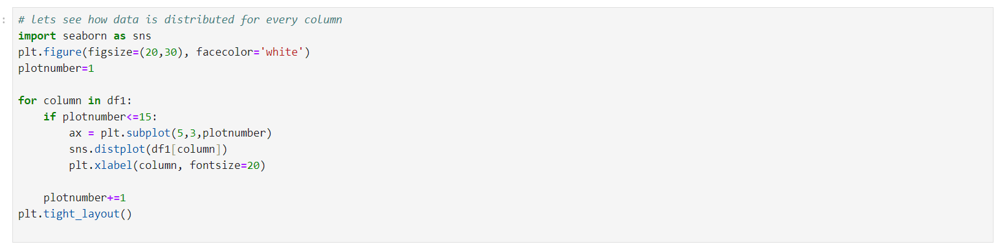 # lets see how data is distributed for every column
import seaborn as sns
plt.figure(figsize=(20,30), facecolor='white')
plotnumber=1
for column in df1:
    if plotnumber<=15:
        ax = plt.subplot(5,3,plotnumber)
        sns.distplot(df1[column])
        plt.xlabel(column, fontsize=20)
    plotnumber+=1
plt.tight_layout()